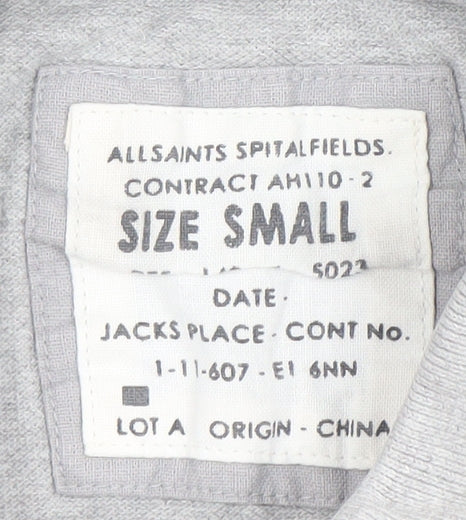 ALLSAINTS SPITALFIELDS.
CONTRACT AH110-2
SIZE SMALL
5023
DATE.
JACKS PLACE - CONT NO.
1-11-607 - E1 6NN
LOT A ORIGIN - CHINA